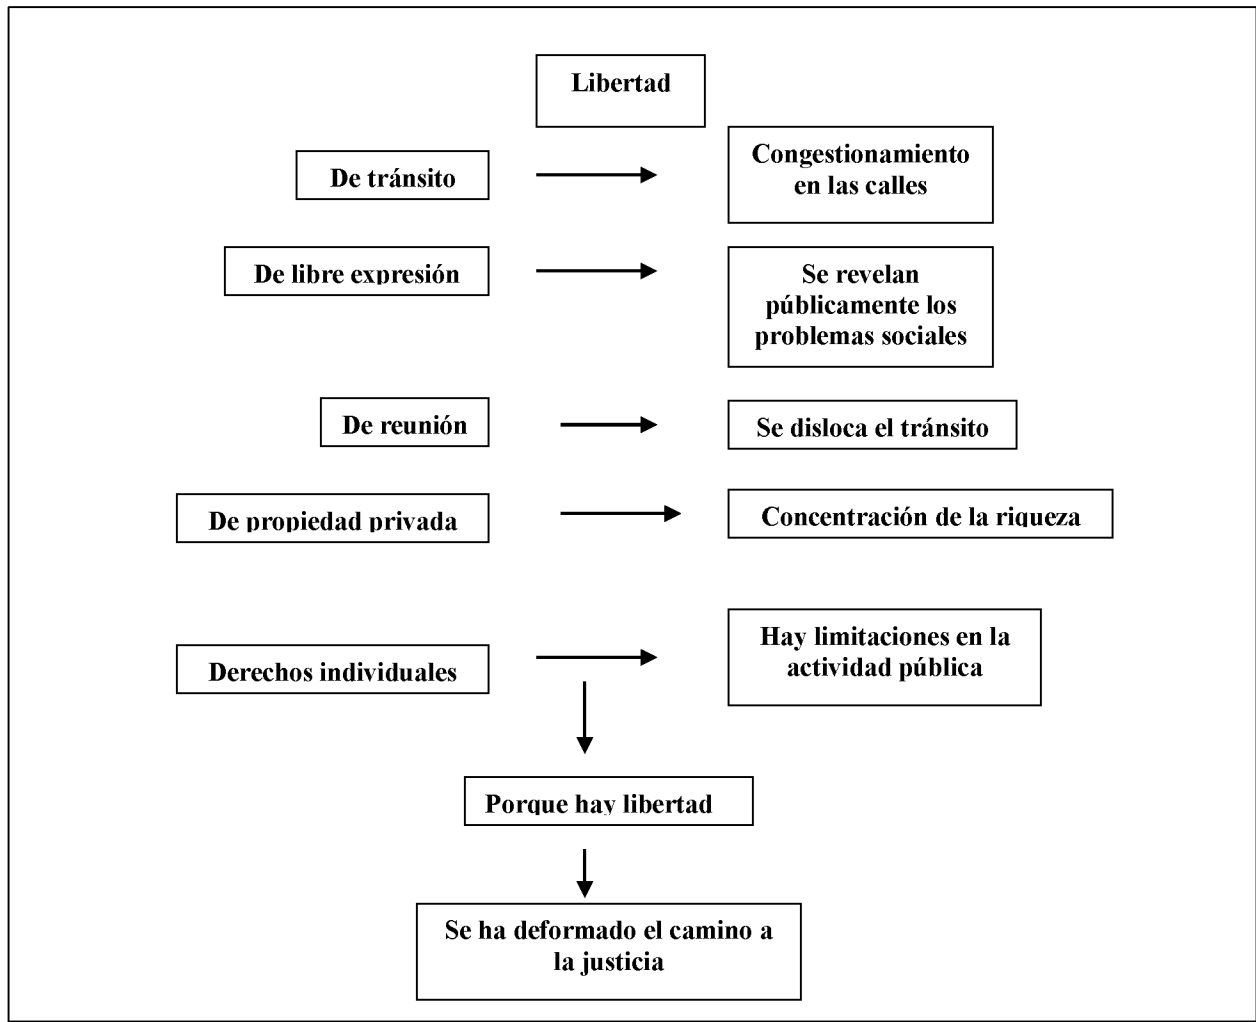 Libertad
De tránsito
Congestionamiento
en las calles
De libre expresión
Se revelan
públicamente los
problemas sociales
De reunión
Se disloca el tránsito
De propiedad privada
Concentración de la riqueza
Derechos individuales
Hay limitaciones en la
actividad pública
Porque hay libertad
Se ha deformado el camino a
la justicia